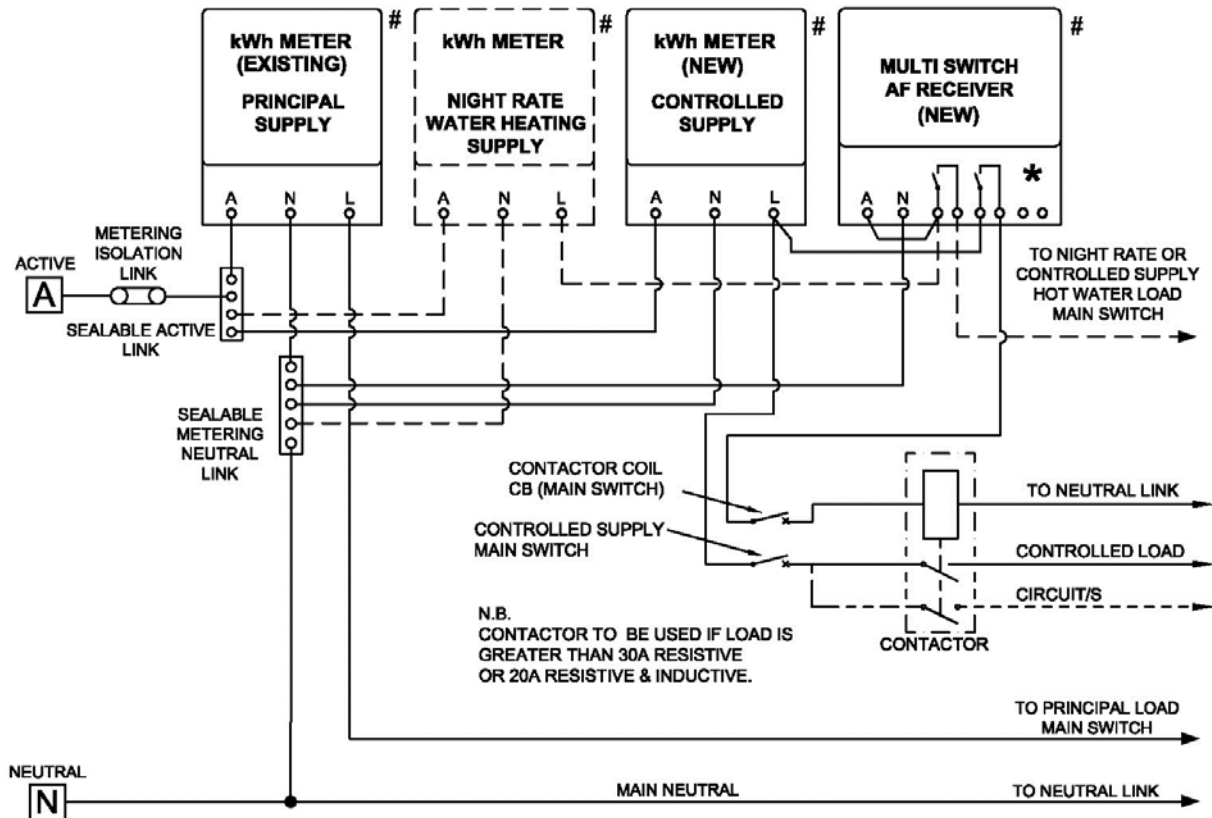 #
#
#
#
kWh METER
(EXISTING)
PRINCIPAL
SUPPLY
kWh METER
NIGHT RATE
WATER HEATING
SUPPLY
kWh METER
(NEW)
CONTROLLED
SUPPLY
MULTI SWITCH
AF RECEIVER
(NEW)
*
A N L
A N L
A N L
A N
METERING
ISOLATION
LINK
ACTIVE
A
SEALABLE ACTIVE
LINK
TO NIGHT RATE OR
CONTROLLED SUPPLY
HOT WATER LOAD
MAIN SWITCH
SEALABLE
METERING
NEUTRAL
LINK
CONTACTOR COIL
CB (MAIN SWITCH)
CONTROLLED SUPPLY
MAIN SWITCH
TO NEUTRAL LINK
CONTROLLED LOAD
CIRCUIT/S
CONTACTOR
N.B.
CONTACTOR TO BE USED IF LOAD IS
GREATER THAN 30A RESISTIVE
OR 20A RESISTIVE & INDUCTIVE.
TO PRINCIPAL LOAD
MAIN SWITCH
NEUTRAL
N
MAIN NEUTRAL
TO NEUTRAL LINK